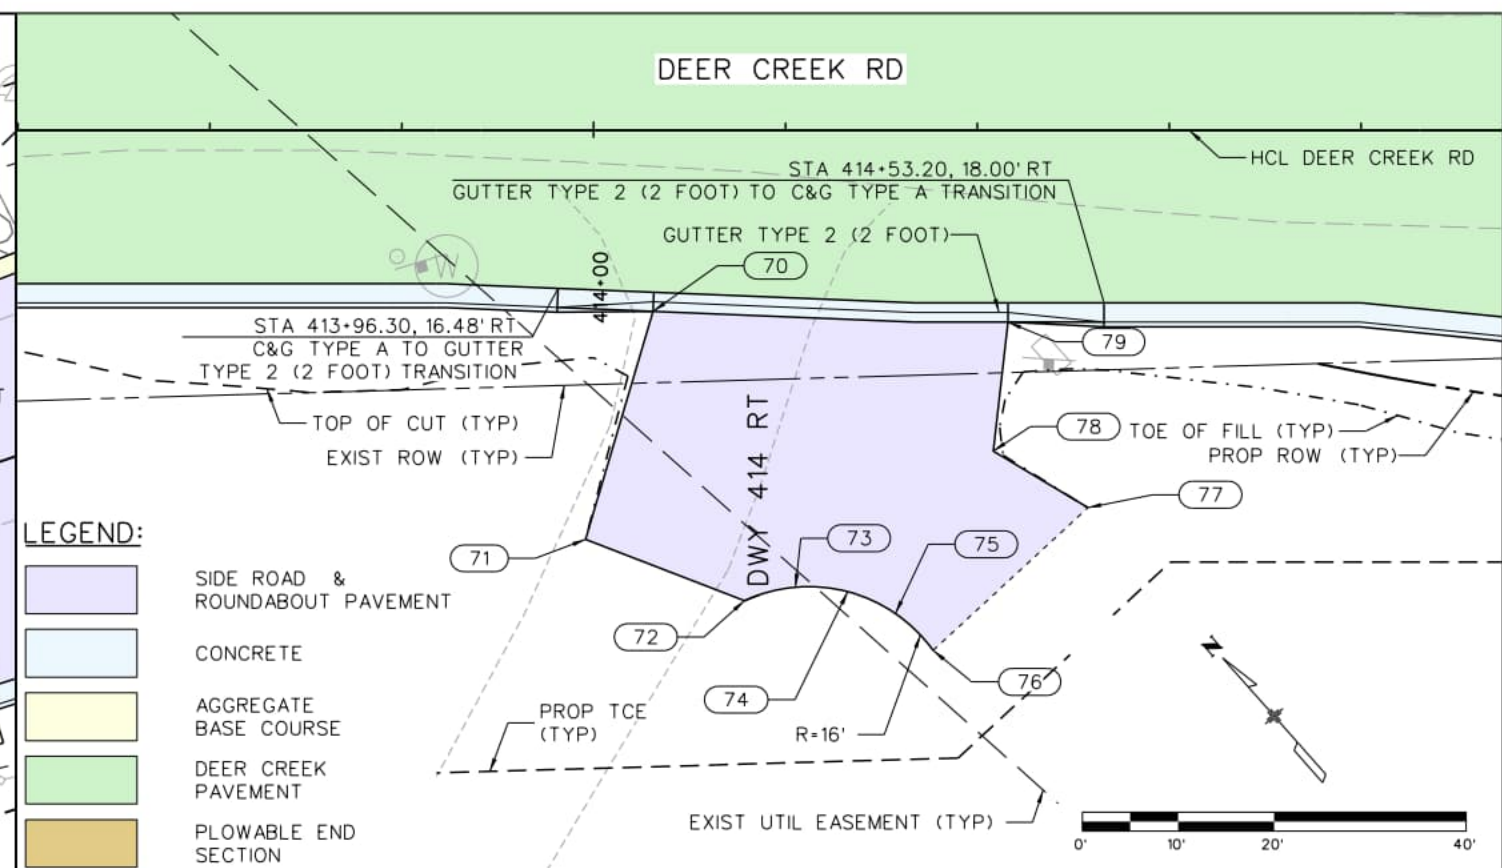 DEER CREEK RD
HCL DEER CREEK RD
STA 414+53.20, 18.00' RT
GUTTER TYPE 2 (2 FOOT) TO C&G TYPE A TRANSITION
GUTTER TYPE 2 (2 FOOT)
W
70
414+00
STA 413+96.30, 16.48' RT
C&G TYPE A TO GUTTER
TYPE 2 (2 FOOT) TRANSITION
79
TOP OF CUT (TYP)
EXIST ROW (TYP)
DWY 414 RT
78
TOE OF FILL (TYP)
PROP ROW (TYP)
77
71
73
75
72
74
76
R=16'
PROP TCE
(TYP)
EXIST UTIL EASEMENT (TYP)
N
0'
10'
20'
40'
LEGEND:
SIDE ROAD &
ROUNDABOUT PAVEMENT
CONCRETE
AGGREGATE
BASE COURSE
DEER CREEK
PAVEMENT
PLOWABLE END
SECTION